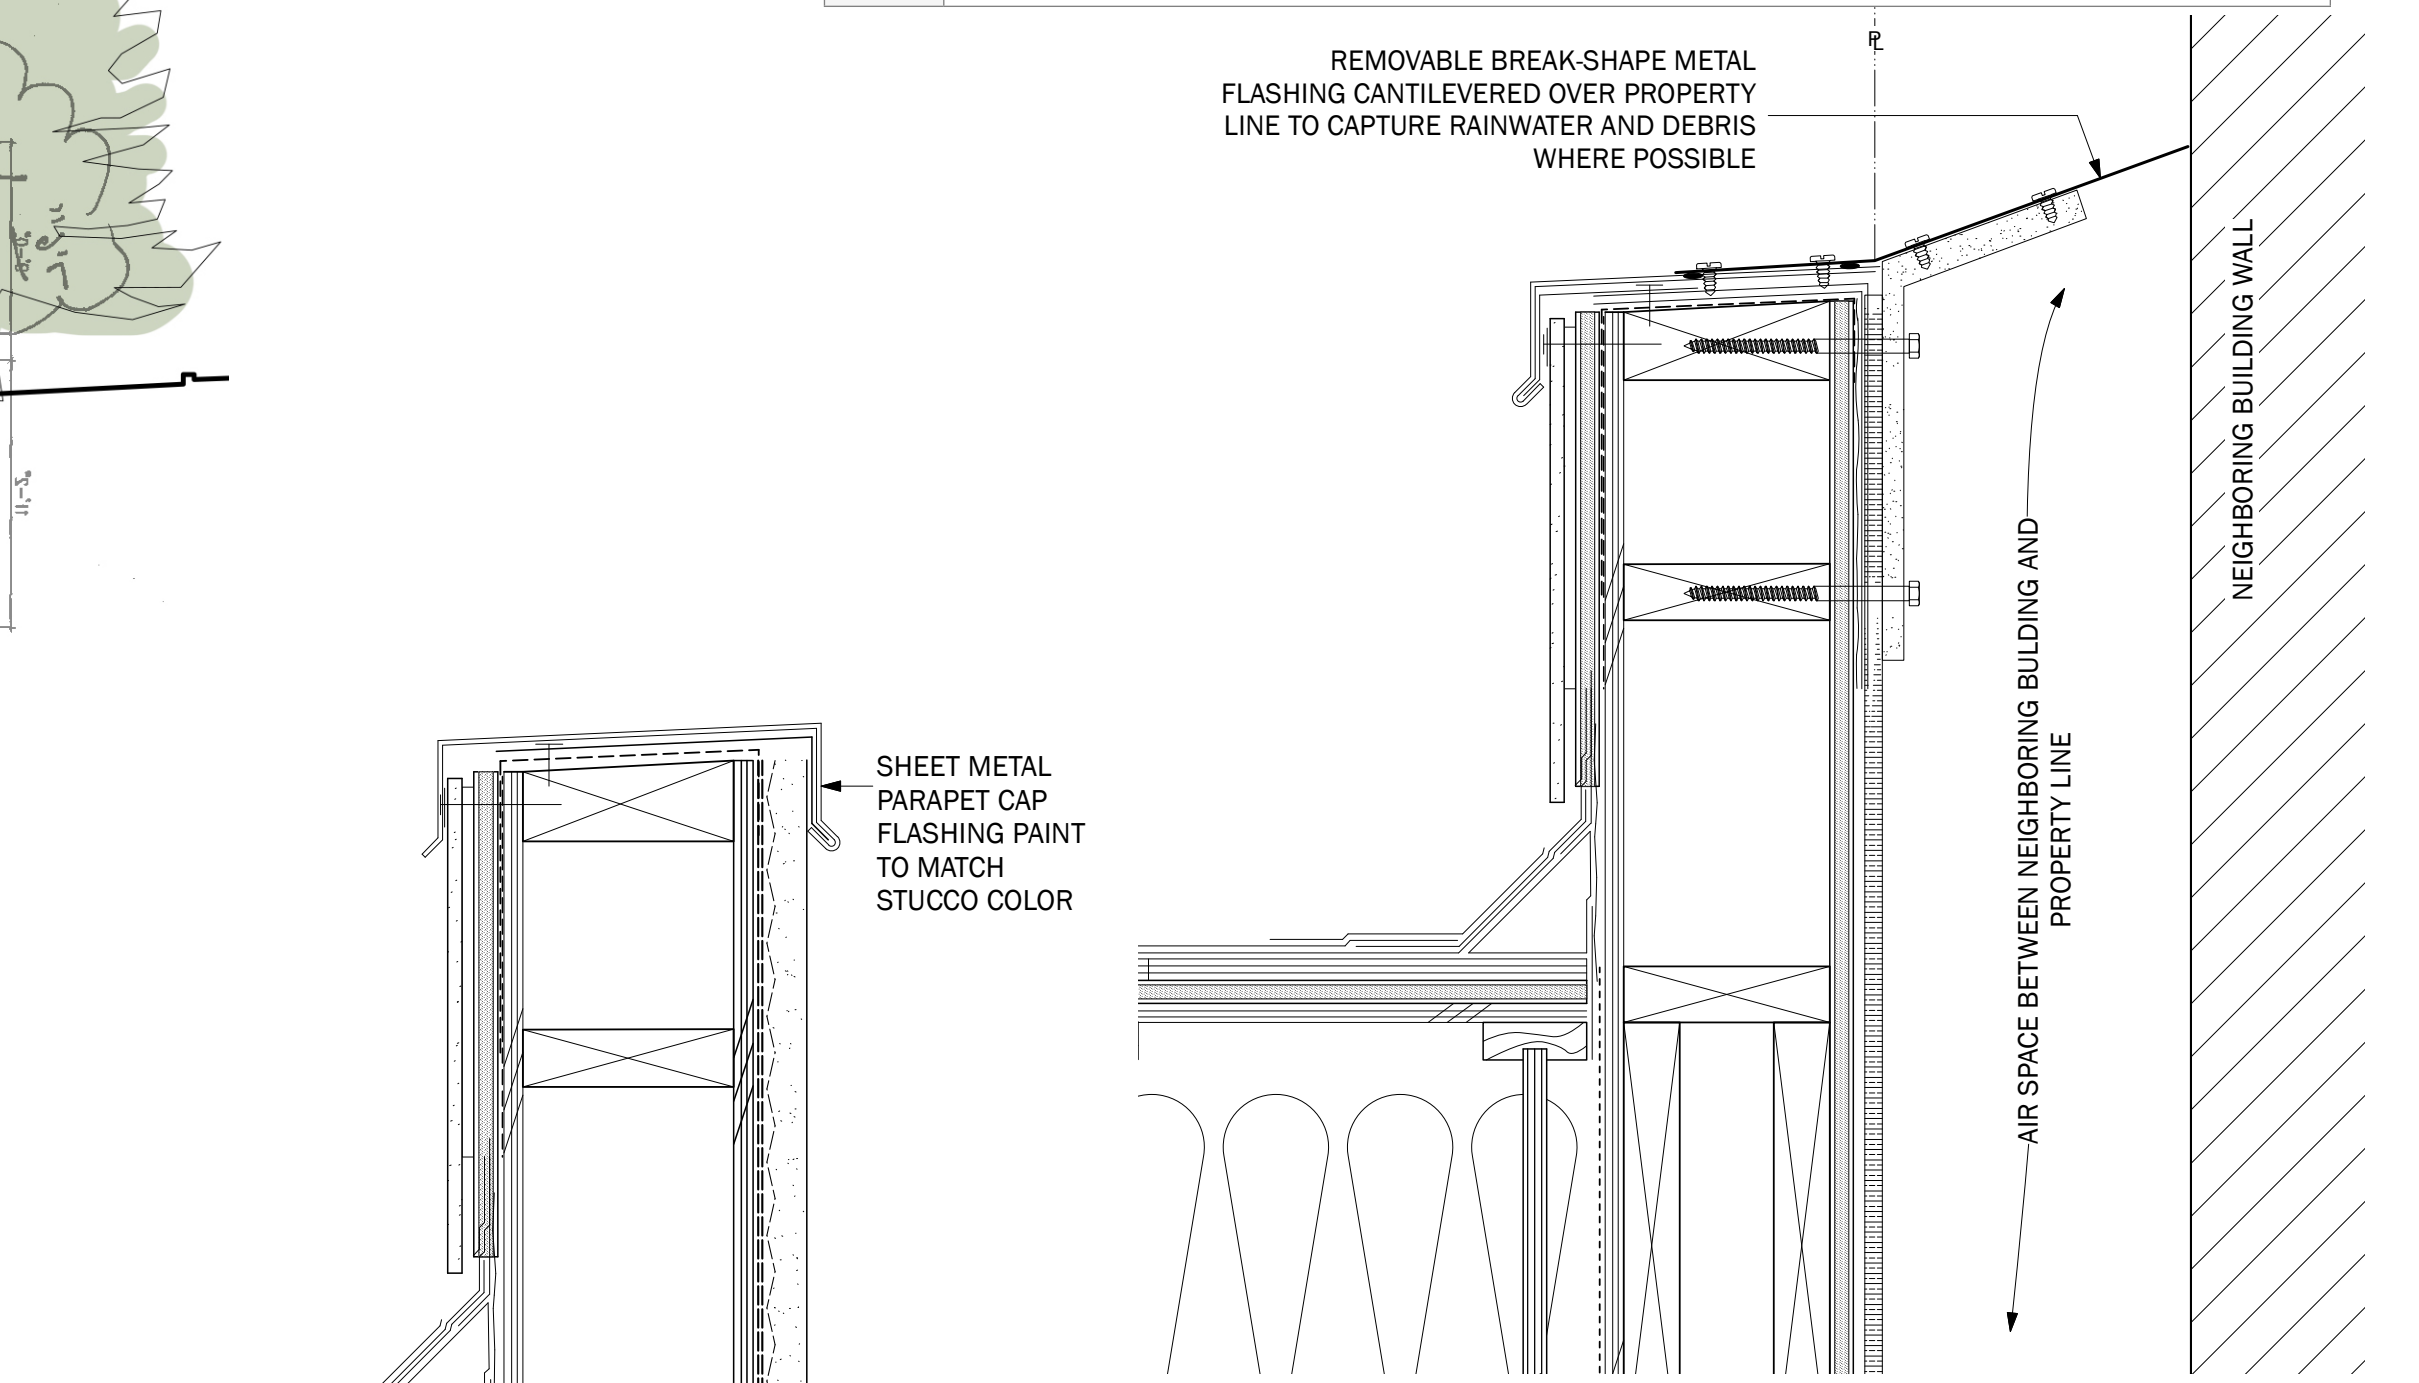 PL
REMOVABLE BREAK-SHAPE METAL
FLASHING CANTILEVERED OVER PROPERTY
LINE TO CAPTURE RAINWATER AND DEBRIS
WHERE POSSIBLE
NEIGHBORING BUILDING WALL
AIR SPACE BETWEEN NEIGHBORING BULDING AND
PROPERTY LINE
SHEET METAL
PARAPET CAP
FLASHING PAINT
TO MATCH
STUCCO COLOR
11'-2"